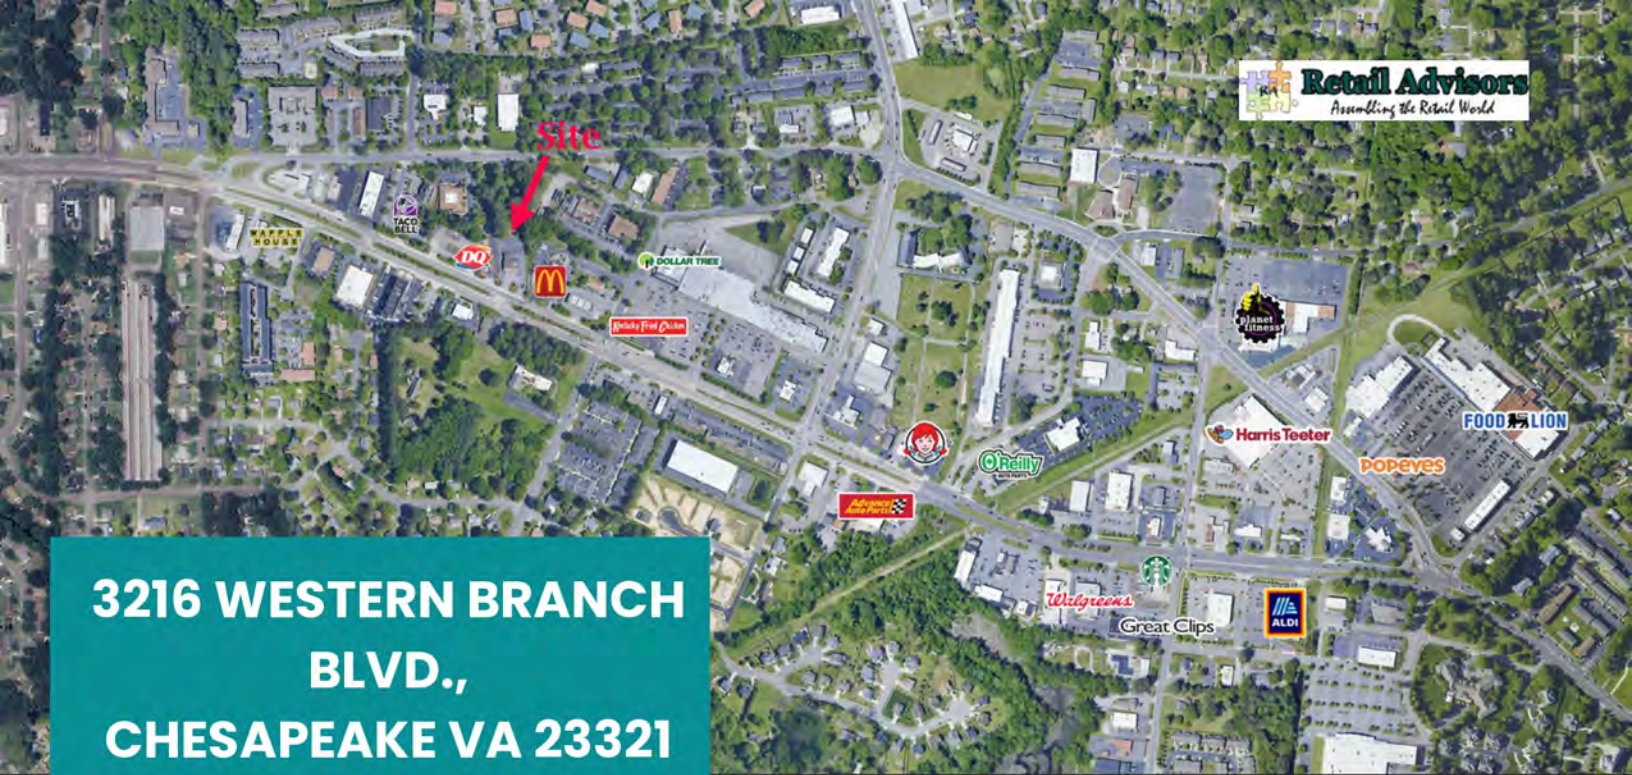 Retail Advisors
Assembling the Retail World
Site
TACO
BELL
WAFFLE
HOUSE
DQ
DOLLAR TREE
Kentucky Fried Chicken
planet
fitness
FOOD LION
Harris Teeter
POPEYES
O'Reilly
AUTO PARTS
Advance
Auto Parts
Walgreens
Great Clips
ALDI
3216 WESTERN BRANCH
BLVD.,
CHESAPEAKE VA 23321